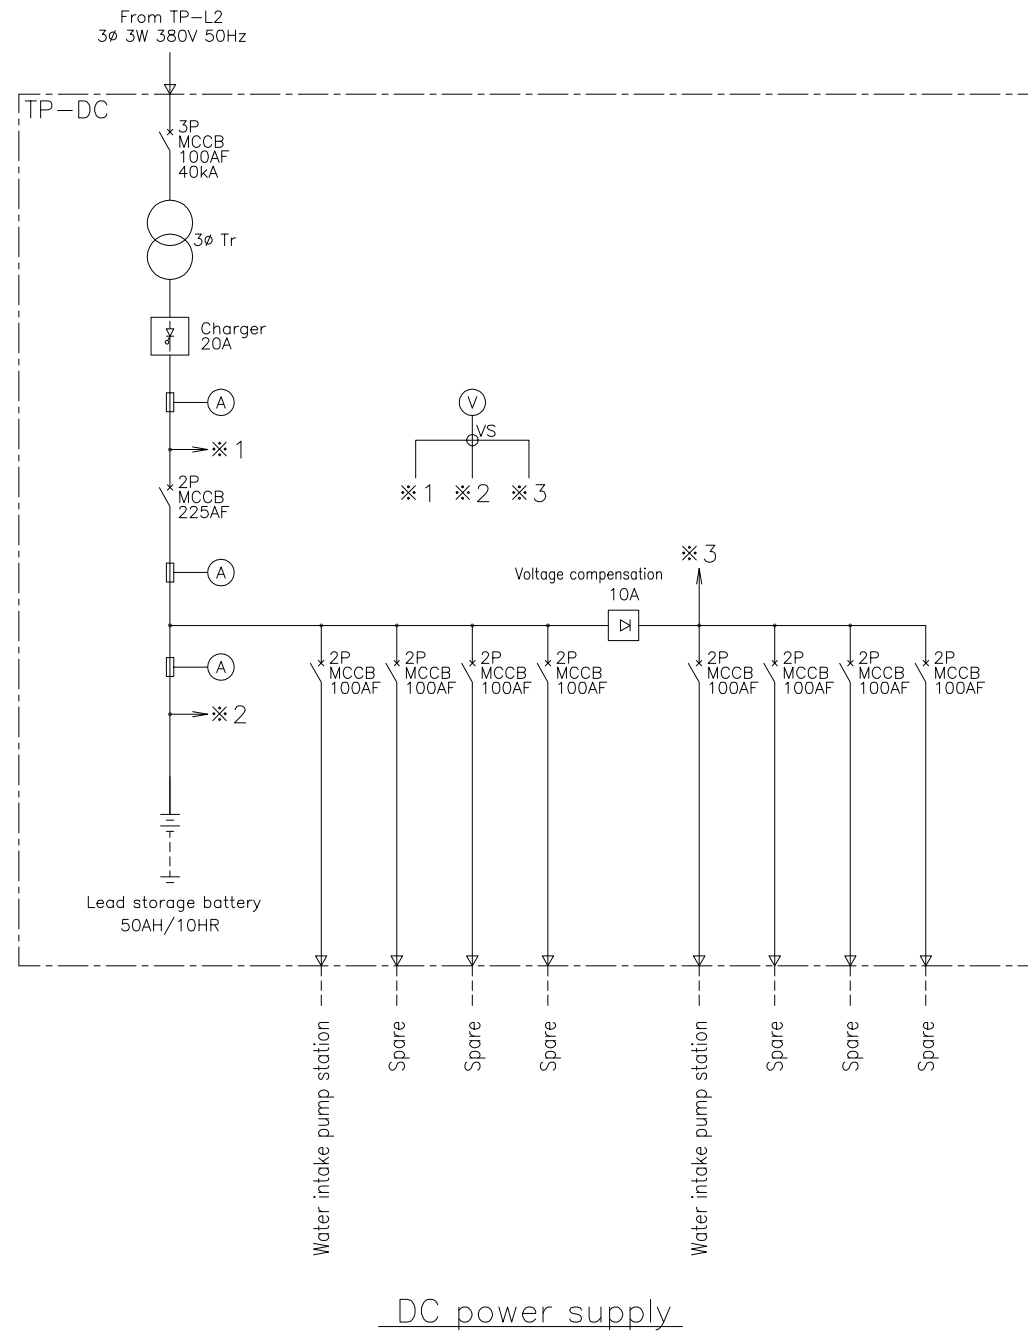 From TP-L2
3ø 3W 380V 50Hz
TP-DC
3P
MCCB
100AF
40kA
3ø Tr
Charger
20A
A
※1
2P
MCCB
225AF
V
VS
※1 ※2 ※3
A
※3
Voltage compensation
10A
A
※2
2P
MCCB
100AF
2P
MCCB
100AF
2P
MCCB
100AF
2P
MCCB
100AF
2P
MCCB
100AF
2P
MCCB
100AF
2P
MCCB
100AF
2P
MCCB
100AF
Lead storage battery
50AH/10HR
Water intake pump station
Spare
Spare
Spare
Water intake pump station
Spare
Spare
Spare
DC power supply